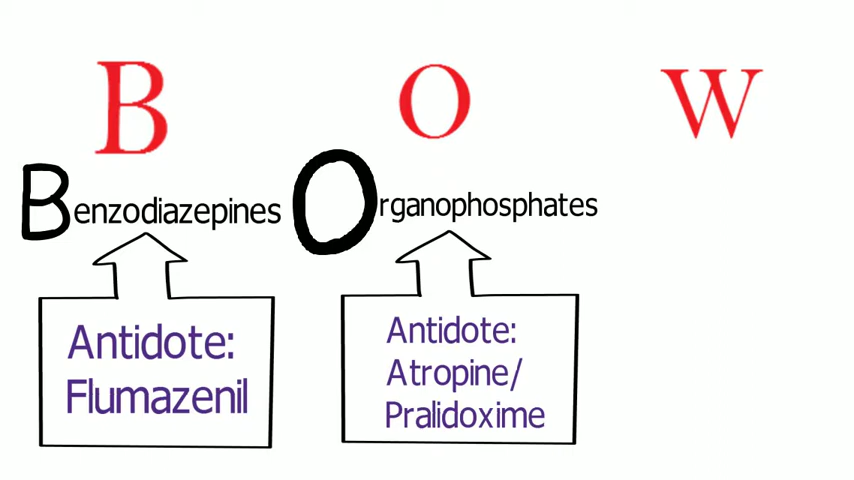 B O W
Benzodiazepines Organophosphates
Antidote:
Flumazenil
Antidote:
Atropine/
Pralidoxime